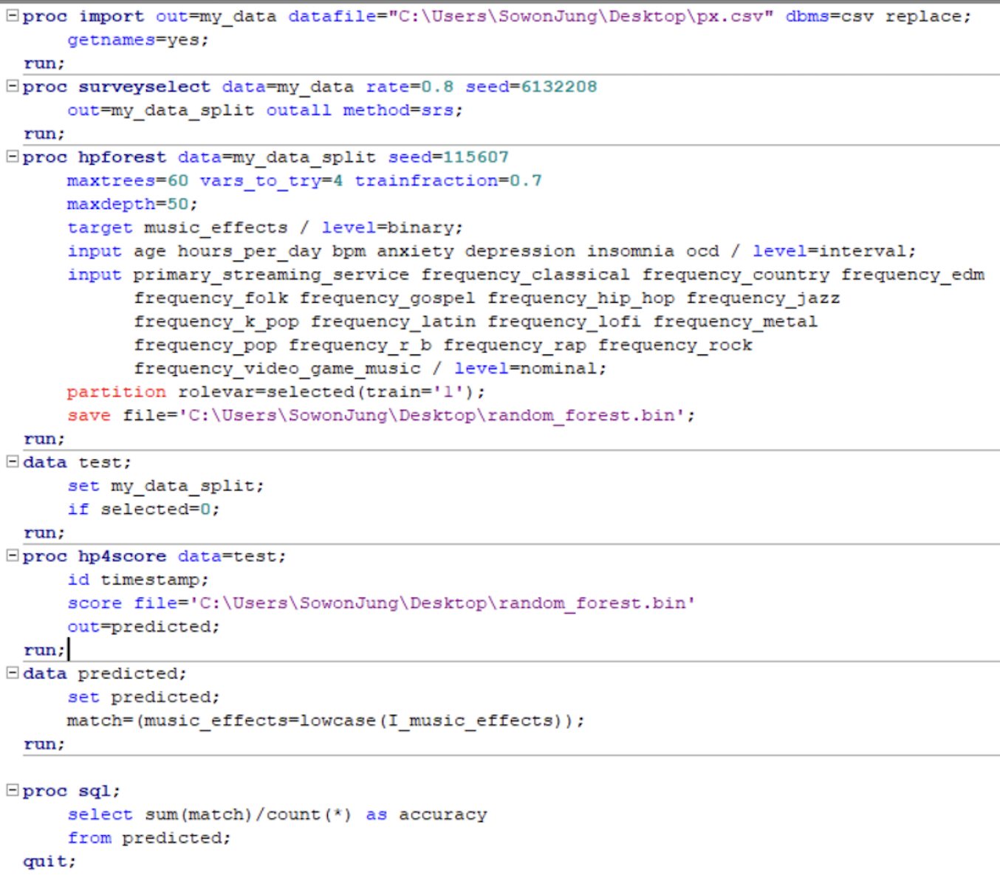 proc import out=my_data datafile="C:\Users\SowonJung\Desktop\px.csv" dbms=csv replace;
getnames=yes;
run;
proc surveyselect data=my_data rate=0.8 seed=6132208
out=my_data_split outall method=srs;
run;
proc hpforest data=my_data_split seed=115607
maxtrees=60 vars_to_try=4 trainfraction=0.7
maxdepth=50;
target music_effects / level=binary;
input age hours_per_day bpm anxiety depression insomnia ocd / level=interval;
input primary_streaming_service frequency_classical frequency_country frequency_edm
frequency_folk frequency_gospel frequency_hip_hop frequency_jazz
frequency_k_pop frequency_latin frequency_lofi frequency_metal
frequency_pop frequency_r_b frequency_rap frequency_rock
frequency_video_game_music / level=nominal;
partition rolevar=selected(train='1');
save file='C:\Users\SowonJung\Desktop\random_forest.bin';
run;
data test;
set my_data_split;
if selected=0;
run;
proc hp4score data=test;
id timestamp;
score file='C:\Users\SowonJung\Desktop\random_forest.bin'
out=predicted;
run;
data predicted;
set predicted;
match=(music_effects=lowcase(I_music_effects));
run;
proc sql;
select sum(match)/count(*) as accuracy
from predicted;
quit;